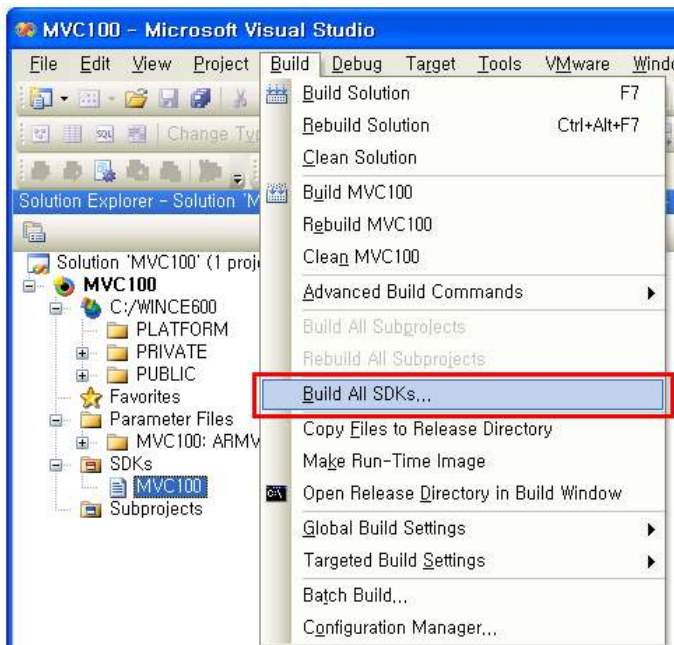 MVC100 - Microsoft Visual Studio
File Edit View Project Build Debug Target Tools VMware Wind
Change Ty
Solution Explorer - Solution 'M
Solution 'MVC100' (1 proj
MVC100
C:/WINCE600
PLATFORM
PRIVATE
PUBLIC
Favorites
Parameter Files
MVC100: ARMV
SDKs
MVC100
Subprojects
Build Solution F7
Rebuild Solution Ctrl+Alt+F7
Clean Solution
Build MVC100
Rebuild MVC100
Clean MVC100
Advanced Build Commands
Build All Subprojects
Rebuild All Subprojects
Build All SDKs...
Copy Files to Release Directory
Make Run-Time Image
Open Release Directory in Build Window
Global Build Settings
Targeted Build Settings
Batch Build...
Configuration Manager...